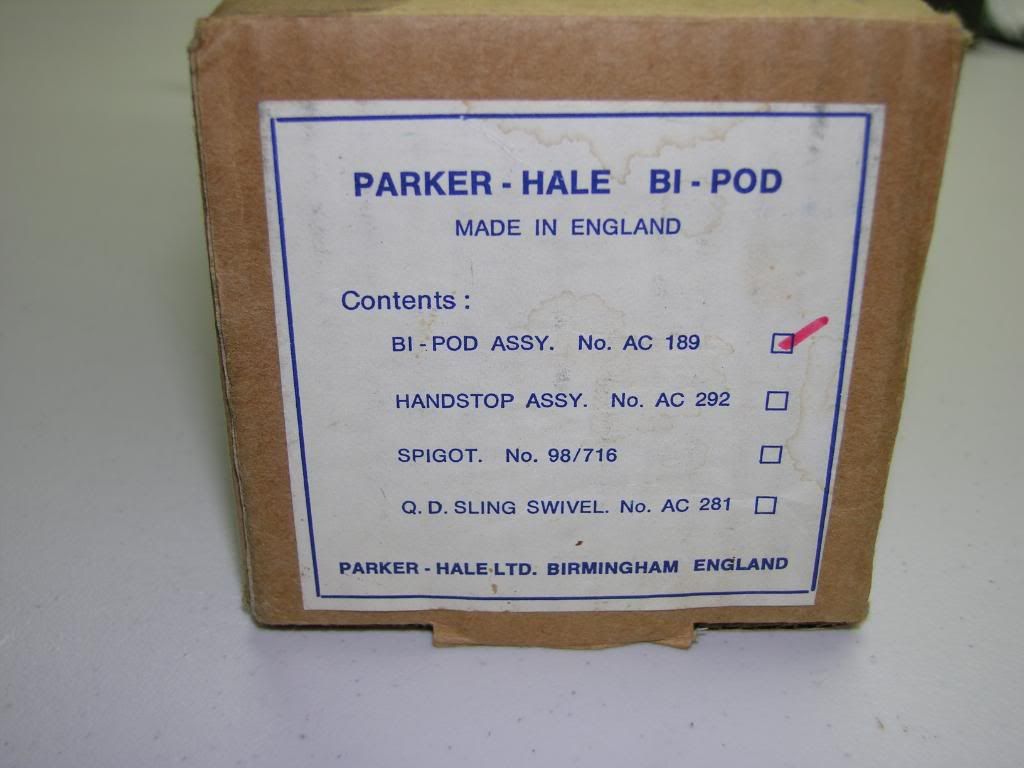 PARKER - HALE BI - POD
MADE IN ENGLAND
Contents :
BI - POD ASSY. No. AC 189
HANDSTOP ASSY. No. AC 292
SPIGOT. No. 98/716
Q. D. SLING SWIVEL. No. AC 281
PARKER - HALE LTD. BIRMINGHAM ENGLAND